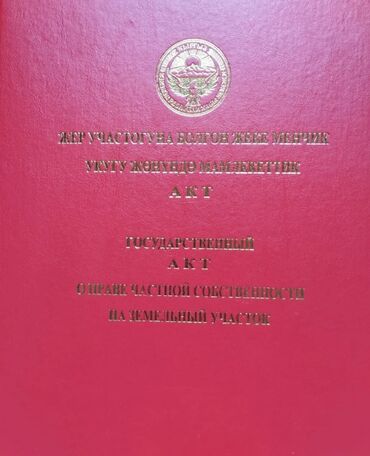 ЖЕР УЧАСТОГУНА БОЛГОН ЖЕКЕ МЕНЧИК
УКУГУ ЖӨНҮНДӨ МАМЛЕКЕТТИК
АКТ
ГОСУДАРСТВЕННЫЙ
АКТ
О ПРАВЕ ЧАСТНОЙ СОБСТВЕННОСТИ
НА ЗЕМЕЛЬНЫЙ УЧАСТОК